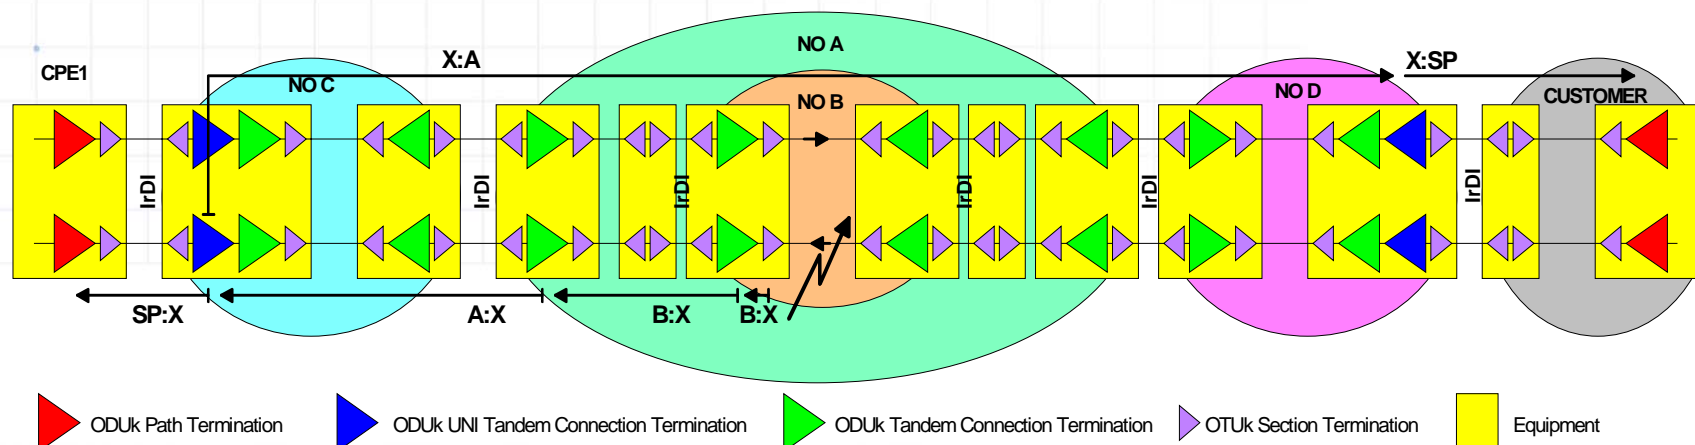 NO A
X:A
X:SP
CPE1
NO C
NO B
NO D
CUSTOMER
IrDI
IrDI
IrDI
IrDI
IrDI
IrDI
SP:X
A:X
B:X
B:X
ODUk Path Termination
ODUk UNI Tandem Connection Termination
ODUk Tandem Connection Termination
OTUk Section Termination
Equipment